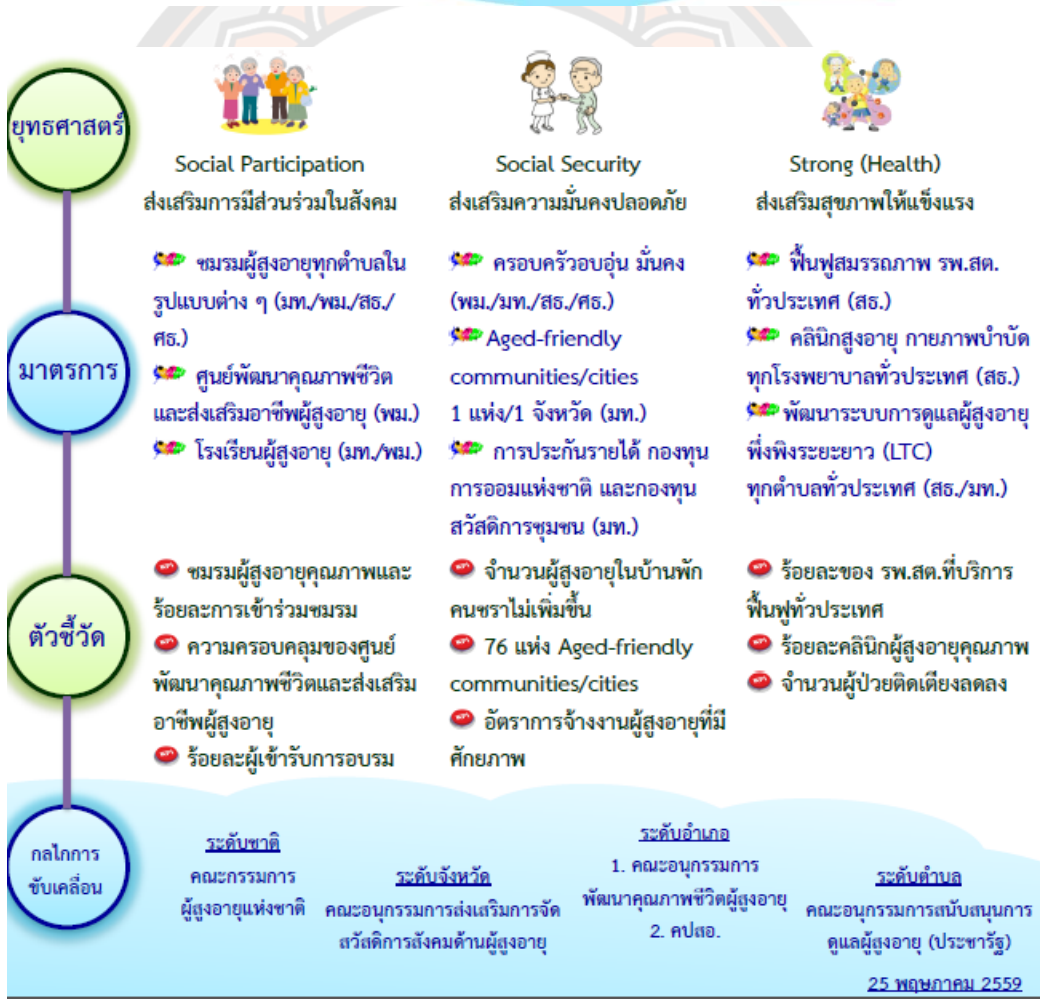 ยุทธศาสตร์
Social Participation
ส่งเสริมการมีส่วนร่วมในสังคม
Social Security
ส่งเสริมความมั่นคงปลอดภัย
Strong (Health)
ส่งเสริมสุขภาพให้แข็งแรง
มาตรการ
ชมรมผู้สูงอายุทุกตำบลใน
รูปแบบต่าง ๆ (มท./พม./สธ./
ศธ.)
ศูนย์พัฒนาคุณภาพชีวิต
และส่งเสริมอาชีพผู้สูงอายุ (พม.)
โรงเรียนผู้สูงอายุ (มท./พม.)
ครอบครัวอบอุ่น มั่นคง
(พม./มท./สธ./ศธ.)
Aged-friendly
communities/cities
1 แห่ง/1 จังหวัด (มท.)
การประกันรายได้ กองทุน
การออมแห่งชาติ และกองทุน
สวัสดิการชุมชน (มท.)
ฟื้นฟูสมรรถภาพ รพ.สต.
ทั่วประเทศ (สธ.)
คลินิกสูงอายุ กายภาพบำบัด
ทุกโรงพยาบาลทั่วประเทศ (สธ.)
พัฒนาระบบการดูแลผู้สูงอายุ
พึ่งพิงระยะยาว (LTC)
ทุกตำบลทั่วประเทศ (สธ./มท.)
ตัวชี้วัด
ชมรมผู้สูงอายุคุณภาพและ
ร้อยละการเข้าร่วมชมรม
ความครอบคลุมของศูนย์
พัฒนาคุณภาพชีวิตและส่งเสริม
อาชีพผู้สูงอายุ
ร้อยละผู้เข้ารับการอบรม
จำนวนผู้สูงอายุในบ้านพัก
คนชราไม่เพิ่มขึ้น
76 แห่ง Aged-friendly
communities/cities
อัตราการจ้างงานผู้สูงอายุที่มี
ศักยภาพ
ร้อยละของ รพ.สต.ที่บริการ
ฟื้นฟูทั่วประเทศ
ร้อยละคลินิกผู้สูงอายุคุณภาพ
จำนวนผู้ป่วยติดเตียงลดลง
กลไกการ
ขับเคลื่อน
ระดับชาติ
คณะกรรมการ
ผู้สูงอายุแห่งชาติ
ระดับจังหวัด
คณะอนุกรรมการส่งเสริมการจัด
สวัสดิการสังคมด้านผู้สูงอายุ
ระดับอำเภอ
1. คณะอนุกรรมการ
พัฒนาคุณภาพชีวิตผู้สูงอายุ
2. คปสอ.
ระดับตำบล
คณะอนุกรรมการสนับสนุนการ
ดูแลผู้สูงอายุ (ประชารัฐ)
25 พฤษภาคม 2559